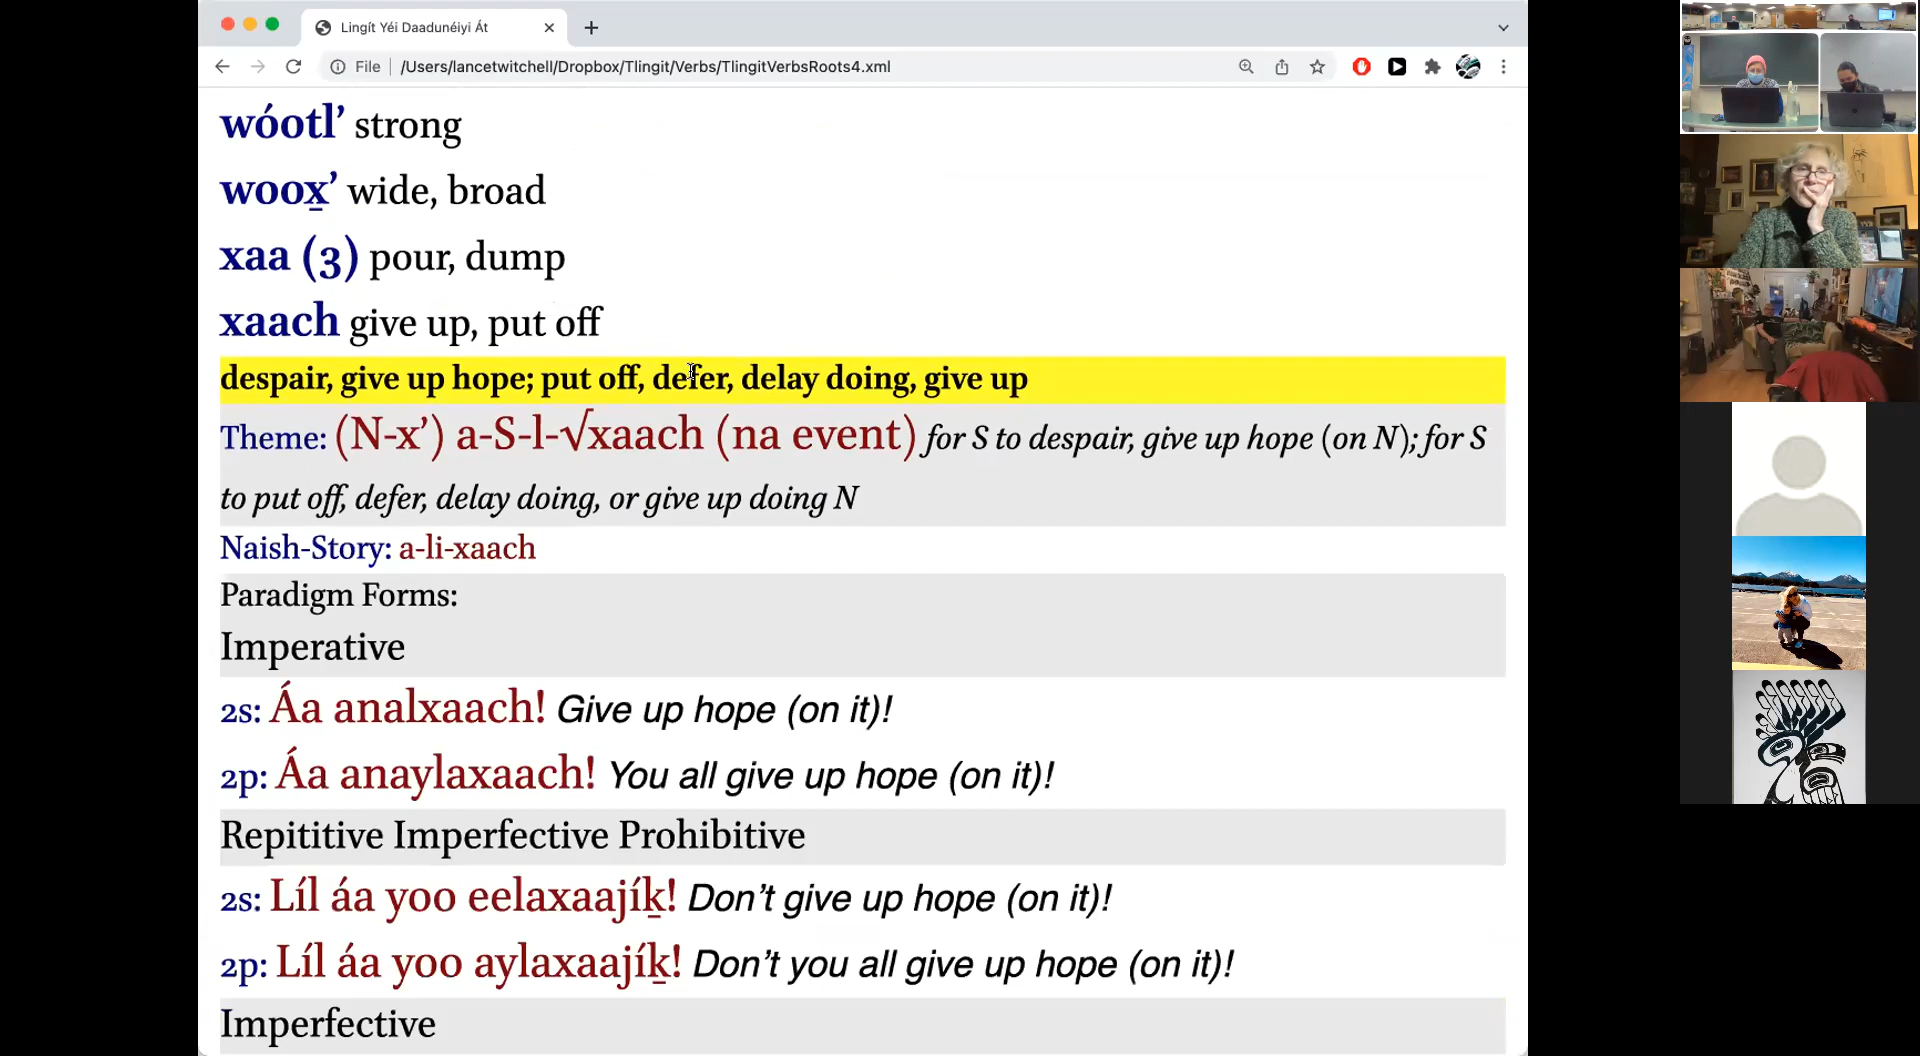 Lingít Yéi Daadunéiyi Át
File /Users/lancetwitchell/Dropbox/Tlingit/Verbs/TlingitVerbsRoots4.xml
wóotl’ strong
woox̱’ wide, broad
xaa (3) pour, dump
xaach give up, put off
despair, give up hope; put off, defer, delay doing, give up
Theme: (N-x’) a-S-l-√xaach (na event) for S to despair, give up hope (on N); for S
to put off, defer, delay doing, or give up doing N
Naish-Story: a-li-xaach
Paradigm Forms:
Imperative
2s: Áa analxaach! Give up hope (on it)!
2p: Áa anaylaxaach! You all give up hope (on it)!
Repititive Imperfective Prohibitive
2s: Líl áa yoo eelaxaajíḵ! Don’t give up hope (on it)!
2p: Líl áa yoo aylaxaajíḵ! Don’t you all give up hope (on it)!
Imperfective